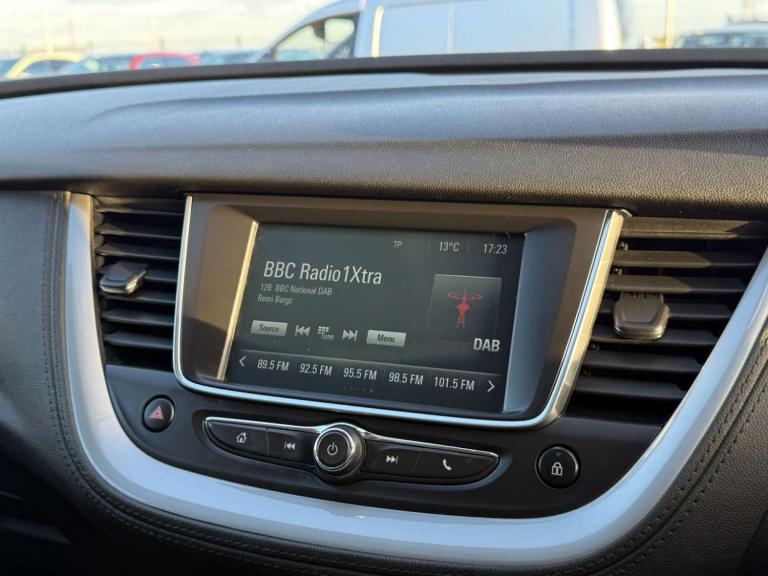 TP 13°C 17:23
BBC Radio1Xtra
12B BBC National DAB
Remi Burgz
Source Tune Menu
DAB
89.5 FM 92.5 FM 95.5 FM 98.5 FM 101.5 FM